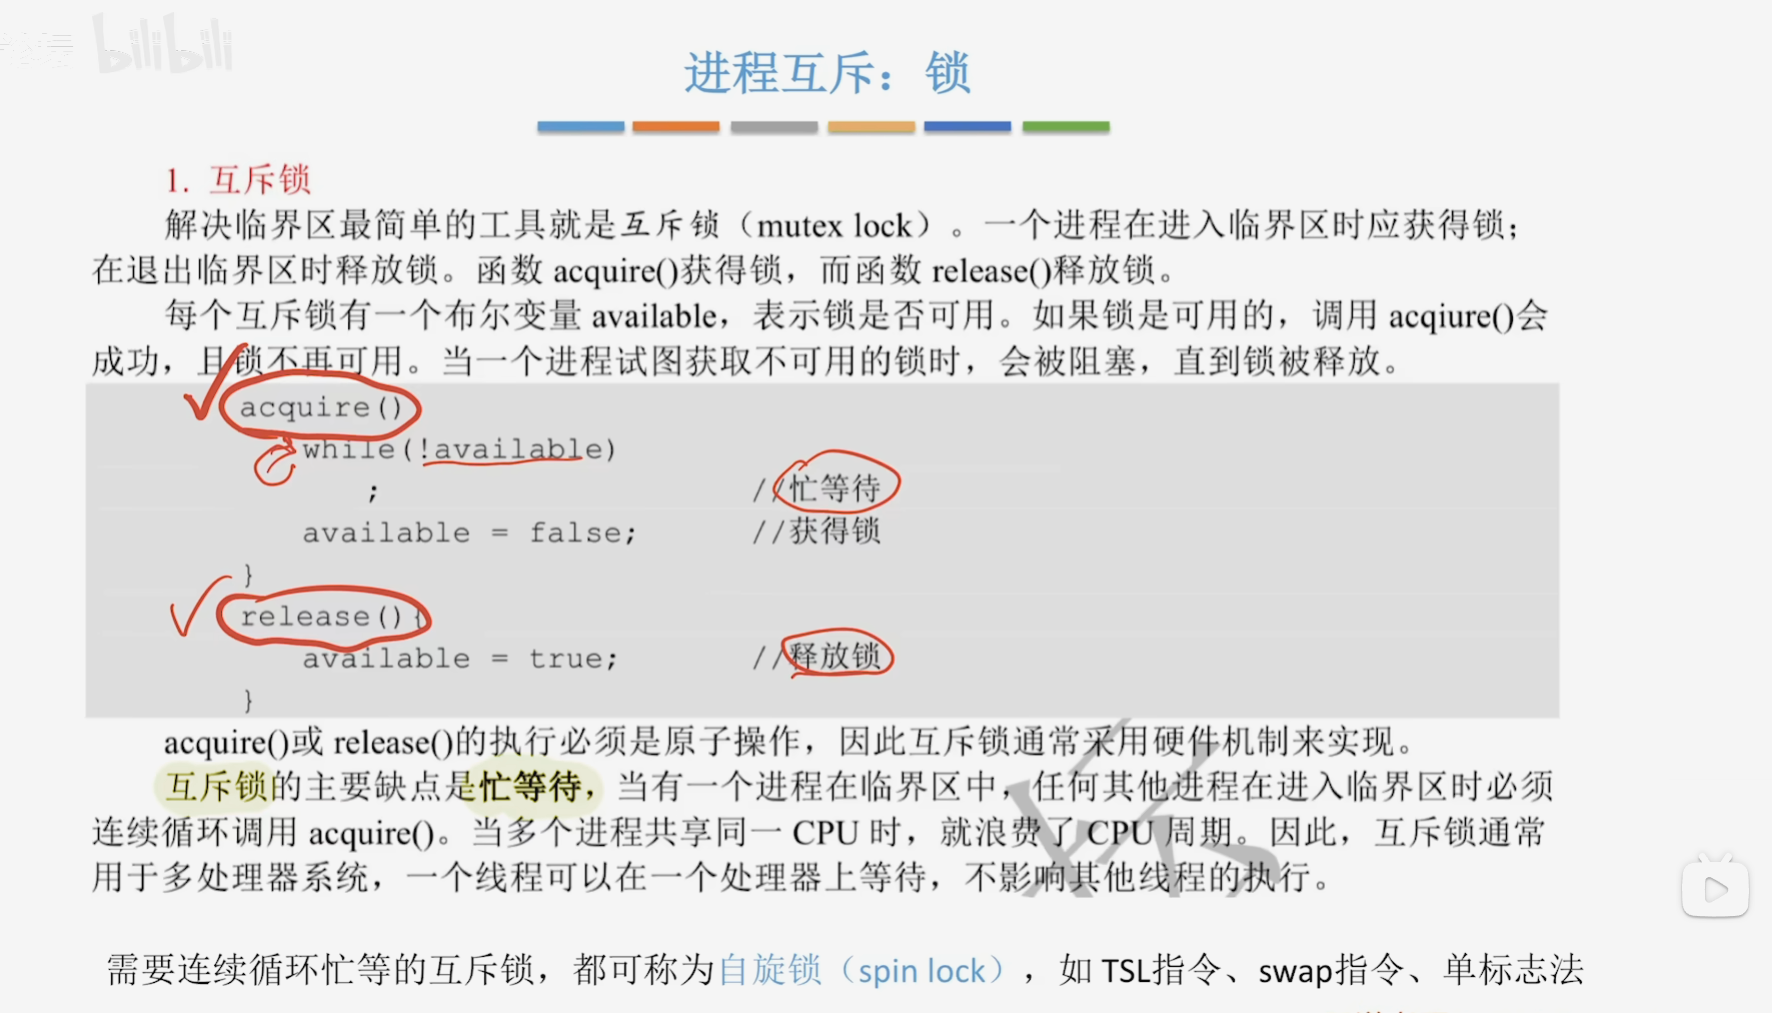 bilibili
进程互斥：锁
1. 互斥锁
解决临界区最简单的工具就是互斥锁（mutex lock）。一个进程在进入临界区时应获得锁；
在退出临界区时释放锁。函数 acquire()获得锁，而函数 release()释放锁。
每个互斥锁有一个布尔变量 available，表示锁是否可用。如果锁是可用的，调用 acqiure()会
成功，且锁不再可用。当一个进程试图获取不可用的锁时，会被阻塞，直到锁被释放。
acquire()
while(!available)
; //忙等待
available = false; //获得锁
}
release(){
available = true; //释放锁
}
acquire()或 release()的执行必须是原子操作，因此互斥锁通常采用硬件机制来实现。
互斥锁的主要缺点是忙等待，当有一个进程在临界区中，任何其他进程在进入临界区时必须
连续循环调用 acquire()。当多个进程共享同一 CPU 时，就浪费了 CPU 周期。因此，互斥锁通常
用于多处理器系统，一个线程可以在一个处理器上等待，不影响其他线程的执行。
需要连续循环忙等的互斥锁，都可称为自旋锁（spin lock），如 TSL指令、swap指令、单标志法